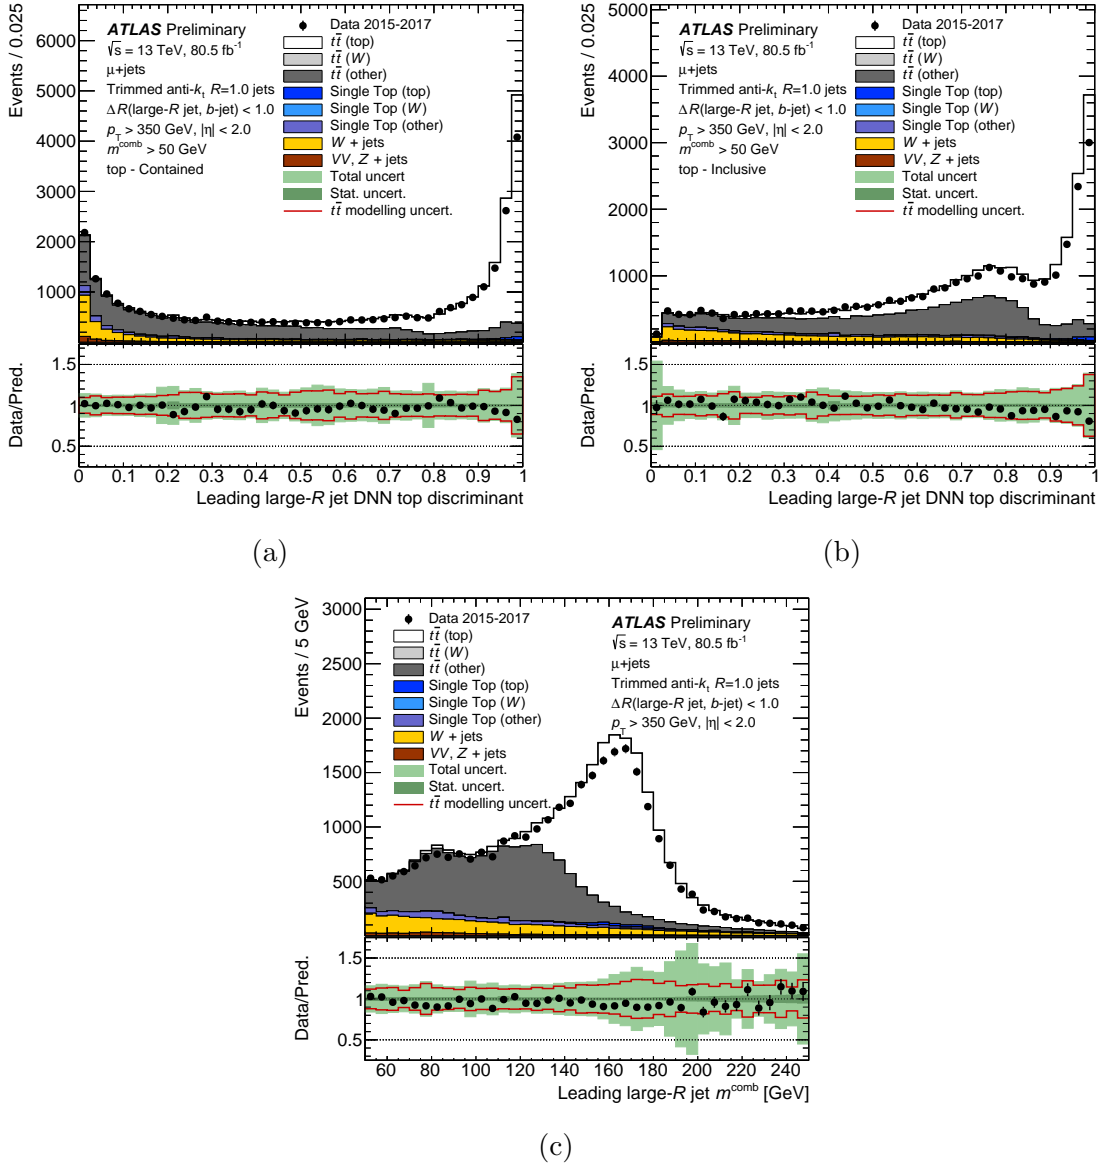 Events / 0.025
6000
5000
4000
3000
2000
1000
ATLAS Preliminary
√s = 13 TeV, 80.5 fb⁻¹
μ+jets
Trimmed anti-kₜ R=1.0 jets
ΔR(large-R jet, b-jet) < 1.0
p_T > 350 GeV, |η| < 2.0
m^comb > 50 GeV
top - Contained
Data 2015-2017
tt̄ (top)
tt̄ (W)
tt̄ (other)
Single Top (top)
Single Top (W)
Single Top (other)
W + jets
VV, Z + jets
Total uncert
Stat. uncert.
tt̄ modelling uncert.
Data/Pred.
1.5
1
0.5
0 0.1 0.2 0.3 0.4 0.5 0.6 0.7 0.8 0.9 1
Leading large-R jet DNN top discriminant
(a)
Events / 0.025
5000
4000
3000
2000
1000
ATLAS Preliminary
√s = 13 TeV, 80.5 fb⁻¹
μ+jets
Trimmed anti-kₜ R=1.0 jets
ΔR(large-R jet, b-jet) < 1.0
p_T > 350 GeV, |η| < 2.0
m^comb > 50 GeV
top - Inclusive
Data 2015-2017
tt̄ (top)
tt̄ (W)
tt̄ (other)
Single Top (top)
Single Top (W)
Single Top (other)
W + jets
VV, Z + jets
Total uncert
Stat. uncert.
tt̄ modelling uncert.
Data/Pred.
1.5
1
0.5
0 0.1 0.2 0.3 0.4 0.5 0.6 0.7 0.8 0.9 1
Leading large-R jet DNN top discriminant
(b)
Events / 5 GeV
3000
2500
2000
1500
1000
500
Data 2015-2017
tt̄ (top)
tt̄ (W)
tt̄ (other)
Single Top (top)
Single Top (W)
Single Top (other)
W + jets
VV, Z + jets
Total uncert.
Stat. uncert.
tt̄ modelling uncert.
ATLAS Preliminary
√s = 13 TeV, 80.5 fb⁻¹
μ+jets
Trimmed anti-kₜ R=1.0 jets
ΔR(large-R jet, b-jet) < 1.0
p_T > 350 GeV, |η| < 2.0
Data/Pred.
1.5
1
0.5
60 80 100 120 140 160 180 200 220 240
Leading large-R jet m^comb [GeV]
(c)